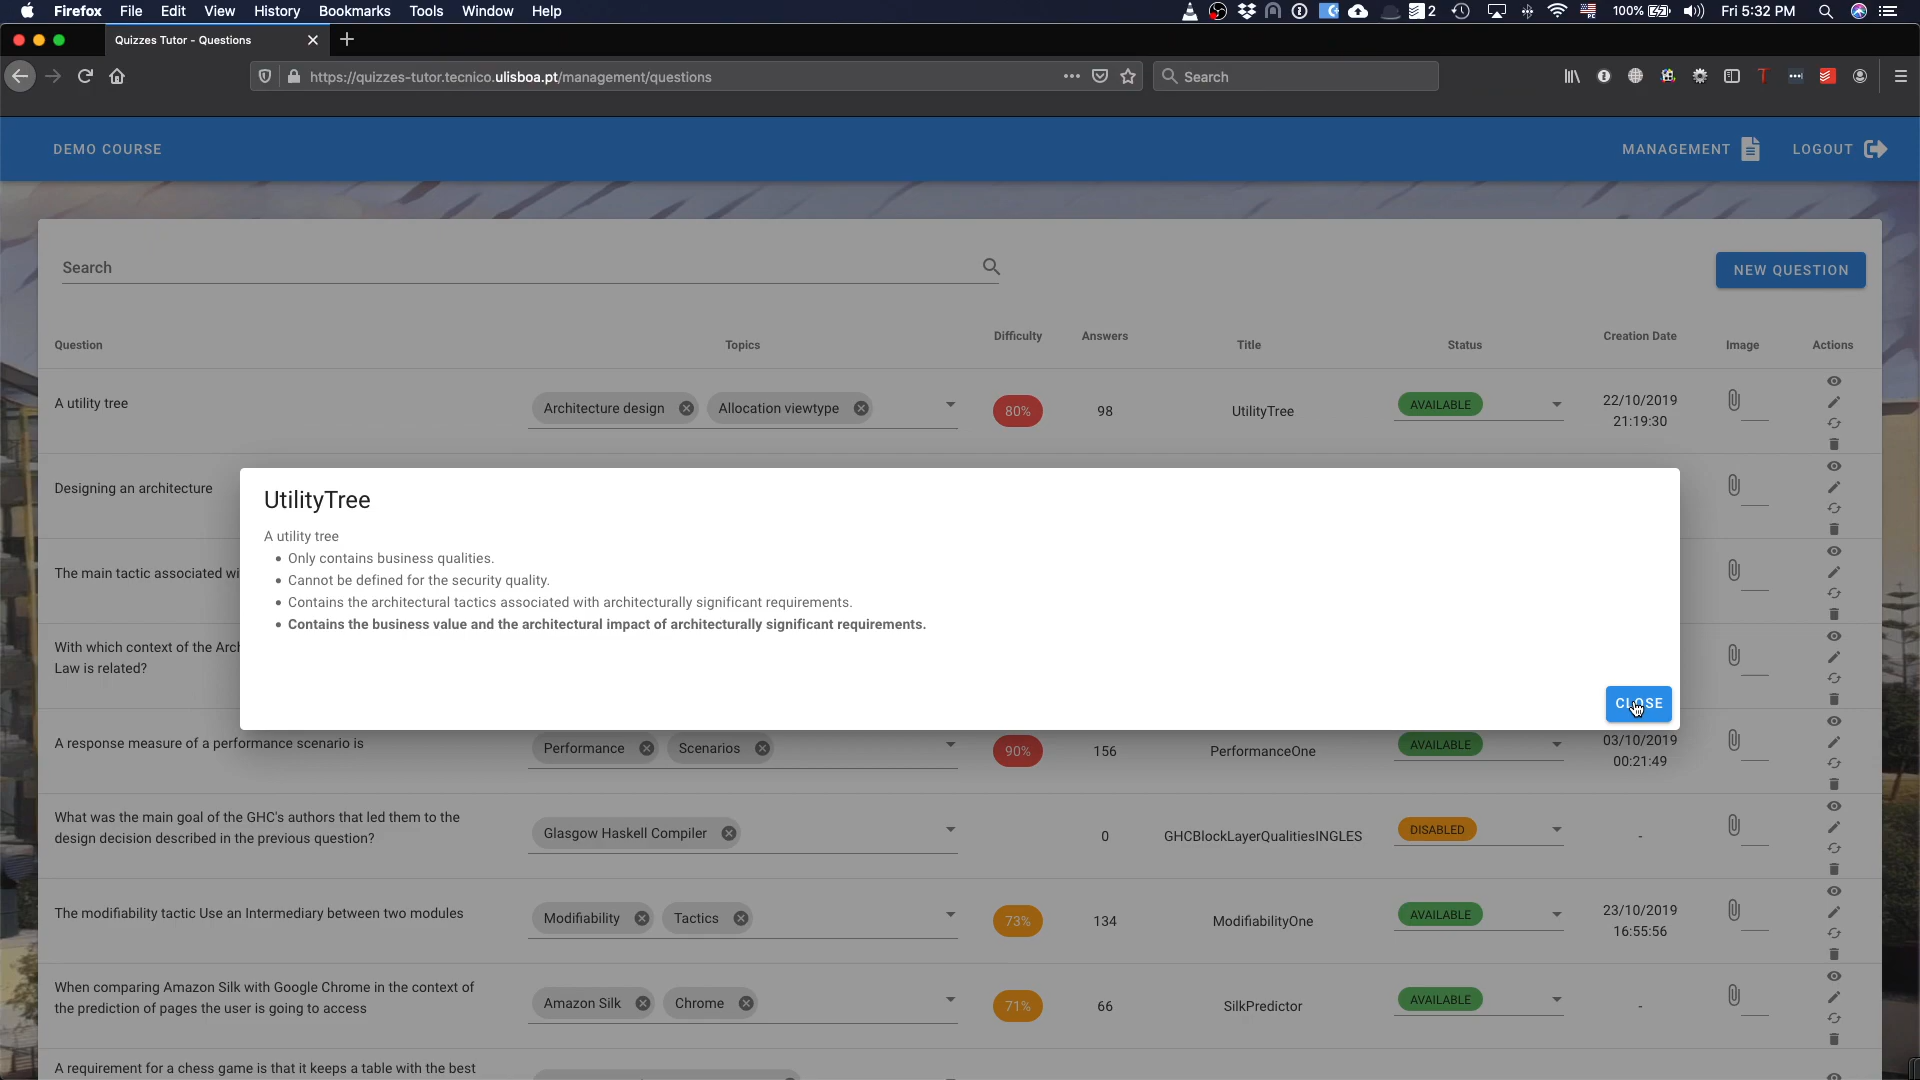 Firefox File Edit View History Bookmarks Tools Window Help 2 100% Fri 5:32 PM
Quizzes Tutor - Questions
https://quizzes-tutor.tecnico.ulisboa.pt/management/questions Search
DEMO COURSE MANAGEMENT LOGOUT
Search NEW QUESTION
Question Topics Difficulty Answers Title Status Creation Date Image Actions
A utility tree Architecture design Allocation viewtype 80% 98 UtilityTree AVAILABLE 22/10/2019
21:19:30
Designing an architecture
The main tactic associated wi
With which context of the Arc
Law is related?
UtilityTree
A utility tree
• Only contains business qualities.
• Cannot be defined for the security quality.
• Contains the architectural tactics associated with architecturally significant requirements.
• Contains the business value and the architectural impact of architecturally significant requirements.
CLOSE
A response measure of a performance scenario is Performance Scenarios 90% 156 PerformanceOne AVAILABLE 03/10/2019
00:21:49
What was the main goal of the GHC's authors that led them to the
design decision described in the previous question? Glasgow Haskell Compiler 0 GHCBlockLayerQualitiesINGLES DISABLED -
The modifiability tactic Use an Intermediary between two modules Modifiability Tactics 73% 134 ModifiabilityOne AVAILABLE 23/10/2019
16:55:56
When comparing Amazon Silk with Google Chrome in the context of
the prediction of pages the user is going to access Amazon Silk Chrome 71% 66 SilkPredictor AVAILABLE -
A requirement for a chess game is that it keeps a table with the best